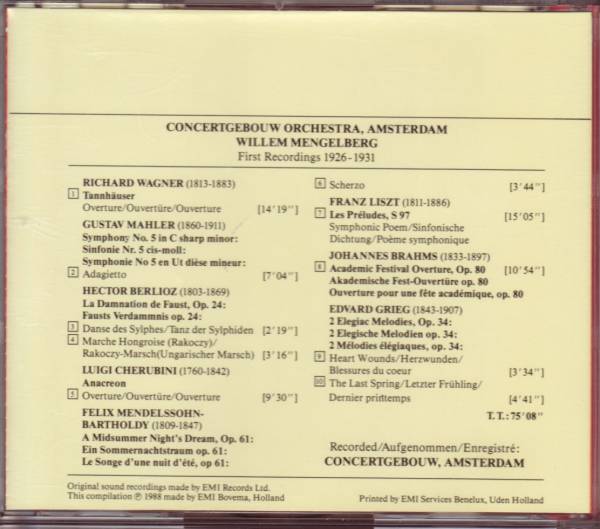 CONCERTGEBOUW ORCHESTRA, AMSTERDAM
WILLEM MENGELBERG
First Recordings 1926-1931
RICHARD WAGNER (1813-1883)
1 Tannhäuser
Overture/Ouvertüre/Ouverture [14'19"]
GUSTAV MAHLER (1860-1911)
Symphony No. 5 in C sharp minor:
Sinfonie Nr. 5 cis-moll:
Symphonie No 5 en Ut dièse mineur:
2 Adagietto [7'04"]
HECTOR BERLIOZ (1803-1869)
La Damnation de Faust, Op. 24:
Fausts Verdammnis op. 24:
3 Danse des Sylphes/Tanz der Sylphiden [2'19"]
4 Marche Hongroise (Rakoczy)/
Rakoczy-Marsch(Ungarischer Marsch) [3'16"]
LUIGI CHERUBINI (1760-1842)
Anacreon
5 Overture/Ouvertüre/Ouverture [9'30"]
FELIX MENDELSSOHN-
BARTHOLDY (1809-1847)
A Midsummer Night's Dream, Op. 61:
Ein Sommernachtstraum op. 61:
Le Songe d'une nuit d'été, op 61:
6 Scherzo [3'44"]
FRANZ LISZT (1811-1886)
7 Les Préludes, S 97 [15'05"]
Symphonic Poem/Sinfonische
Dichtung/Poème symphonique
JOHANNES BRAHMS (1833-1897)
8 Academic Festival Overture, Op. 80 [10'54"]
Akademische Fest-Ouvertüre op. 80
Ouverture pour une fête académique, op. 80
EDVARD GRIEG (1843-1907)
2 Elegiac Melodies, Op. 34:
2 Elegische Melodien op. 34:
2 Mélodies élégiaques, op. 34:
9 Heart Wounds/Herzwunden/
Blessures du coeur [3'34"]
10 The Last Spring/Letzter Frühling/
Dernier printemps [4'41"]
T.T.:75'08"
Recorded/Aufgenommen/Enregistré:
CONCERTGEBOUW, AMSTERDAM
Original sound recordings made by EMI Records Ltd.
This compilation ℗ 1988 made by EMI Bovema, Holland
Printed by EMI Services Benelux, Uden Holland